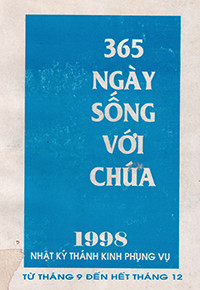 365
NGÀY
SỐNG
VỚI
CHÚA
1998
NHẬT KÝ THÁNH KINH PHỤNG VỤ
TỪ THÁNG 9 ĐẾN HẾT THÁNG 12